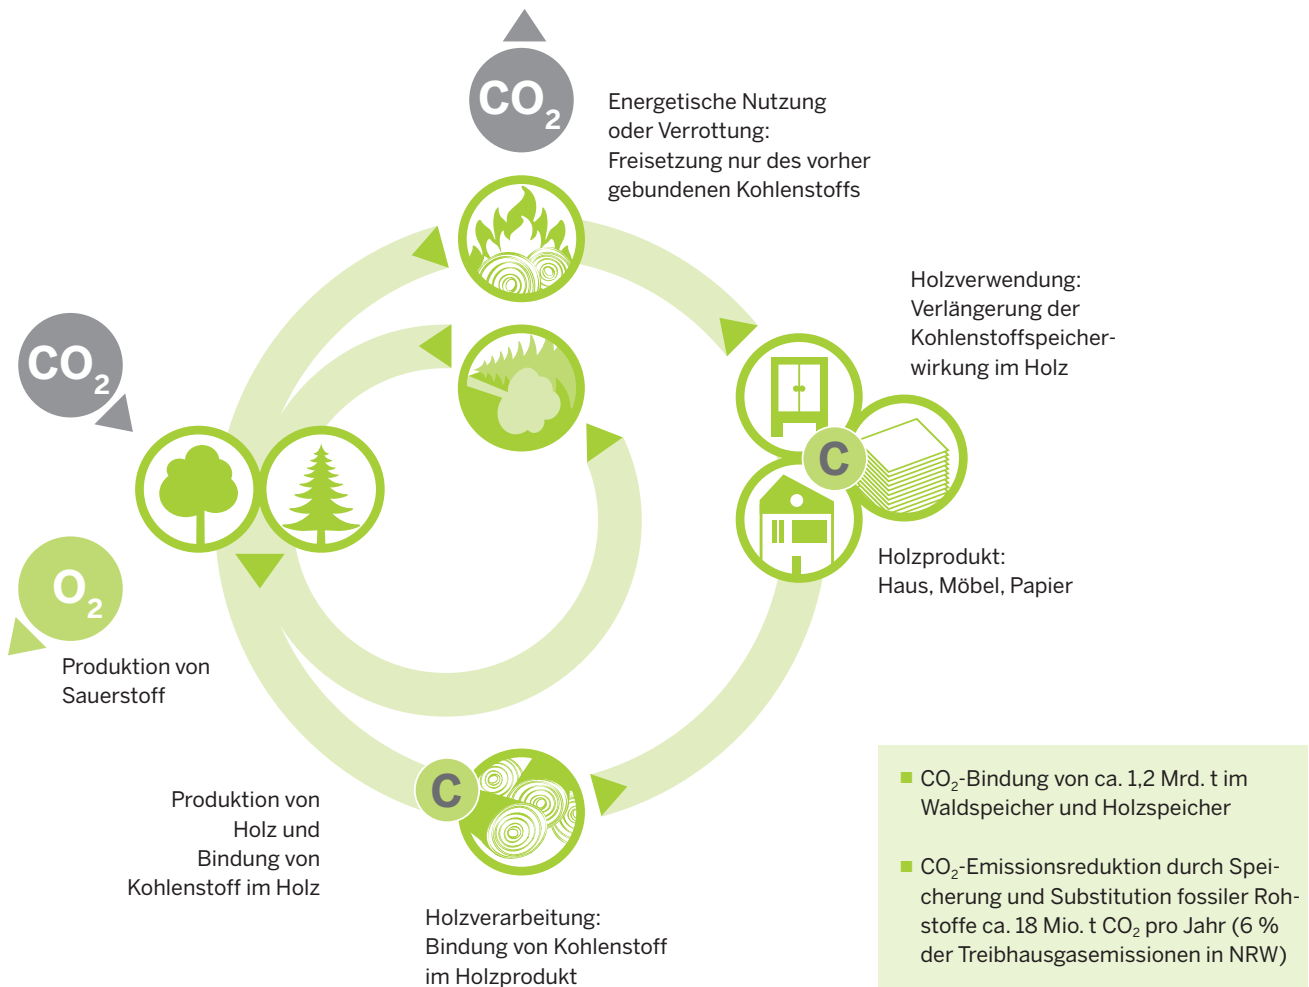 CO2
Energetische Nutzung
oder Verrottung:
Freisetzung nur des vorher
gebundenen Kohlenstoffs
Holzverwendung:
Verlängerung der
Kohlenstoffspeicher-
wirkung im Holz
CO2
C
O2
Holzprodukt:
Haus, Möbel, Papier
Produktion von
Sauerstoff
C
Produktion von
Holz und
Bindung von
Kohlenstoff im Holz
Holzverarbeitung:
Bindung von Kohlenstoff
im Holzprodukt
■ CO2-Bindung von ca. 1,2 Mrd. t im
Waldspeicher und Holzspeicher
■ CO2-Emissionsreduktion durch Spei-
cherung und Substitution fossiler Roh-
stoffe ca. 18 Mio. t CO2 pro Jahr (6 %
der Treibhausgasemissionen in NRW)